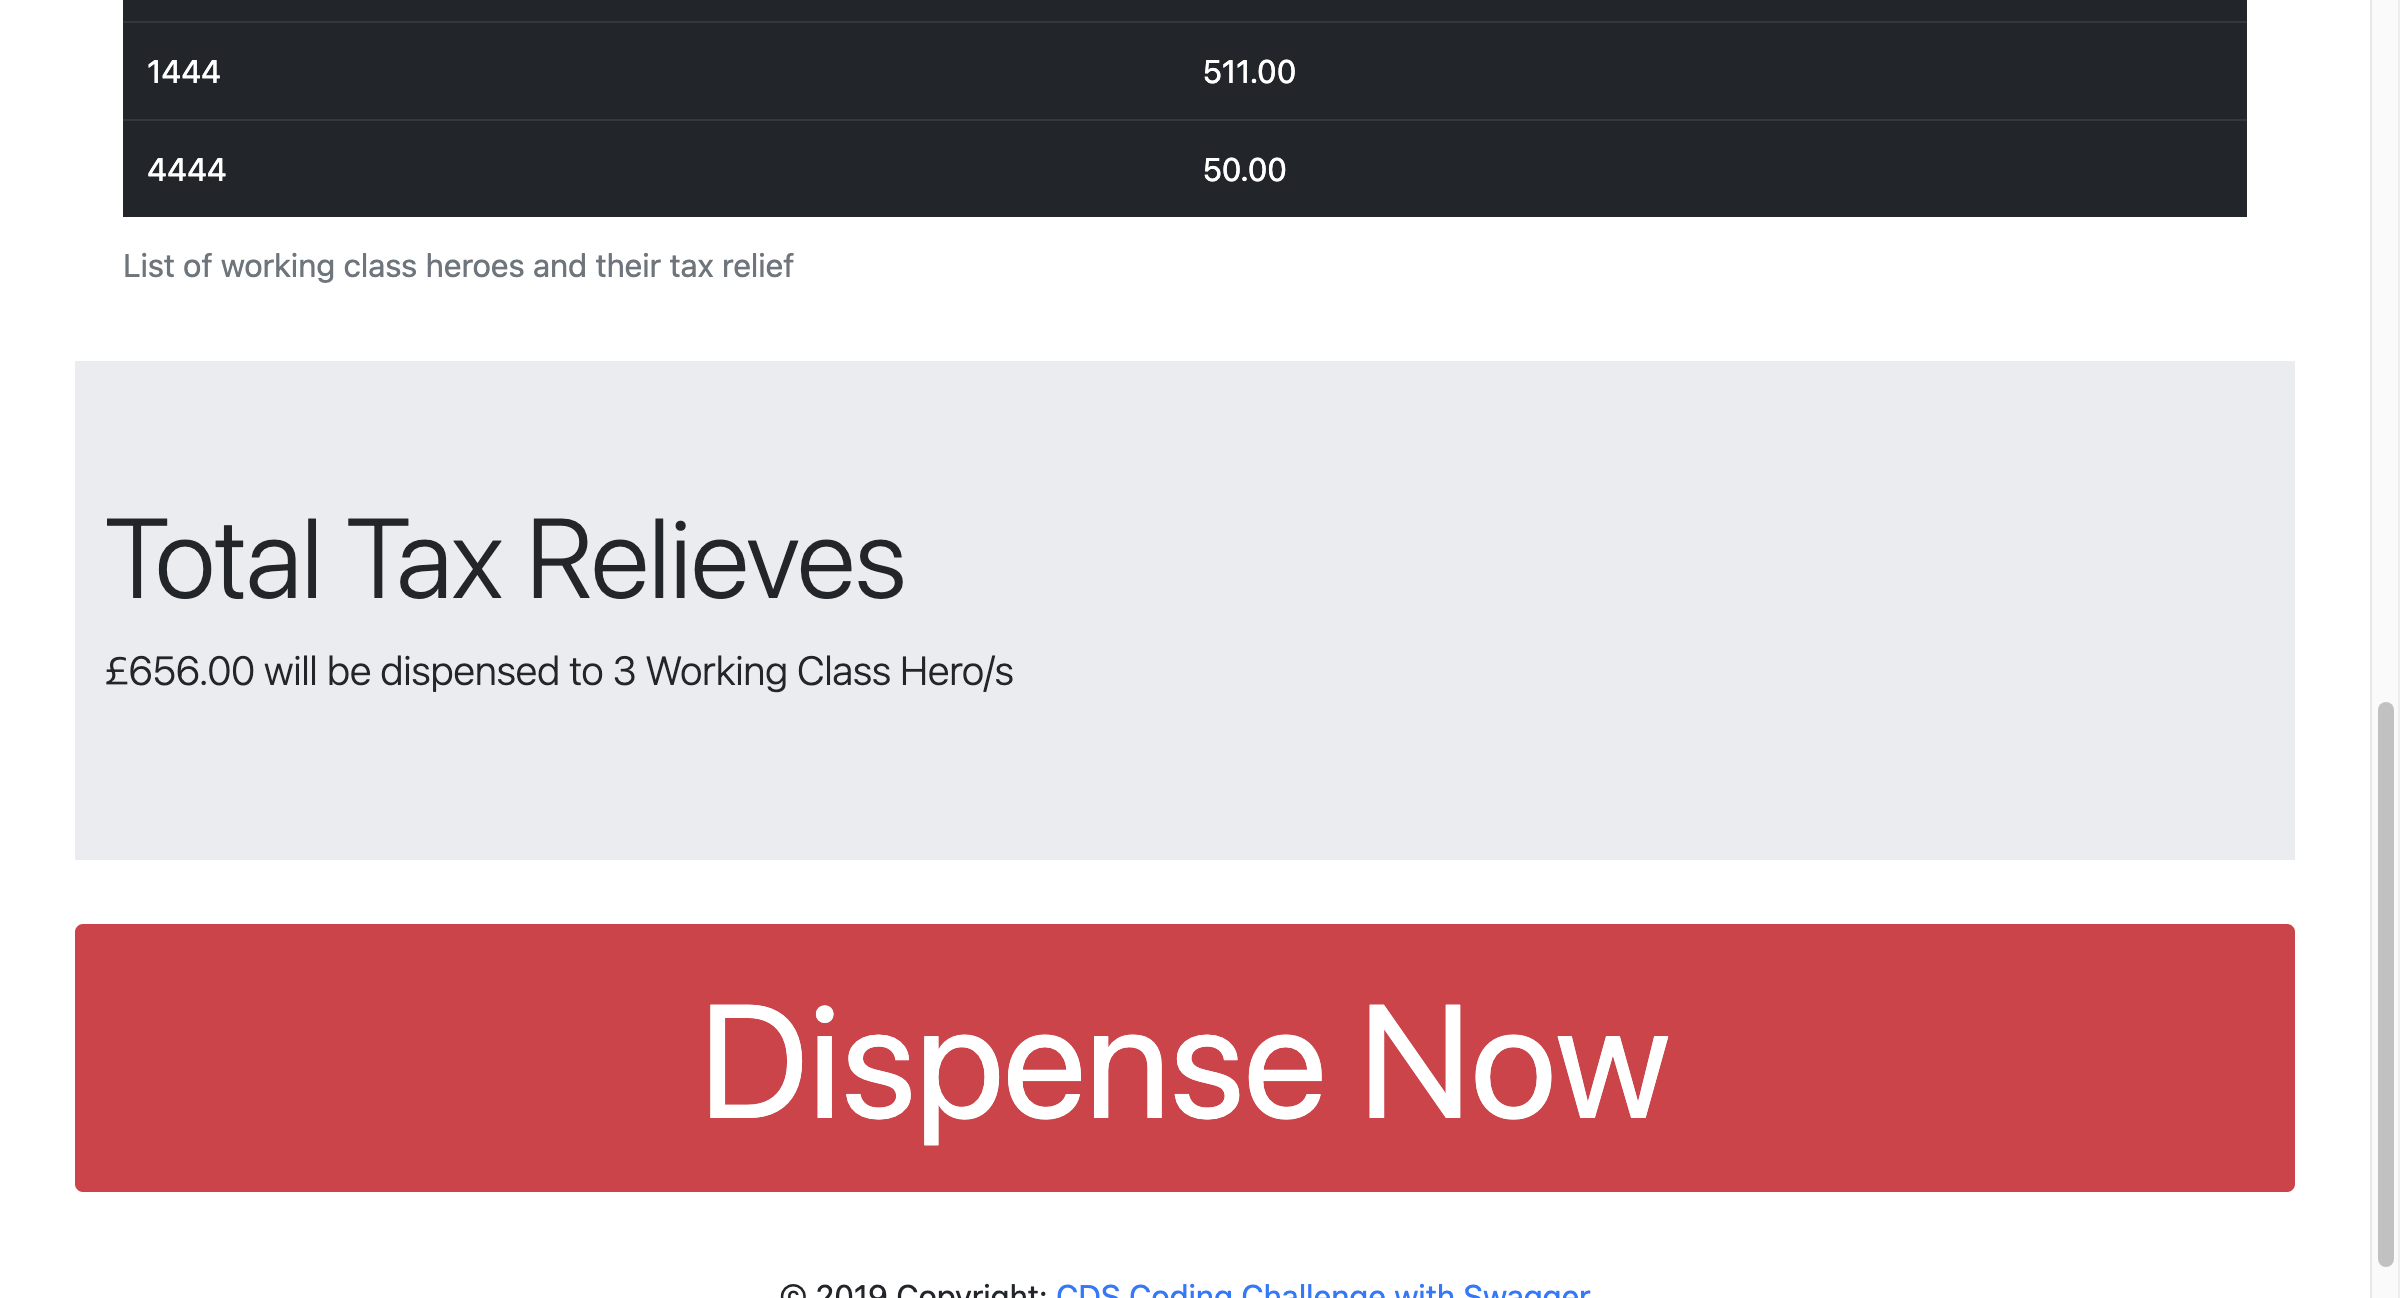 1444 511.00
4444 50.00
List of working class heroes and their tax relief
Total Tax Relieves
£656.00 will be dispensed to 3 Working Class Hero/s
Dispense Now
© 2019 Copyright: CDS Coding Challenge with Swagger